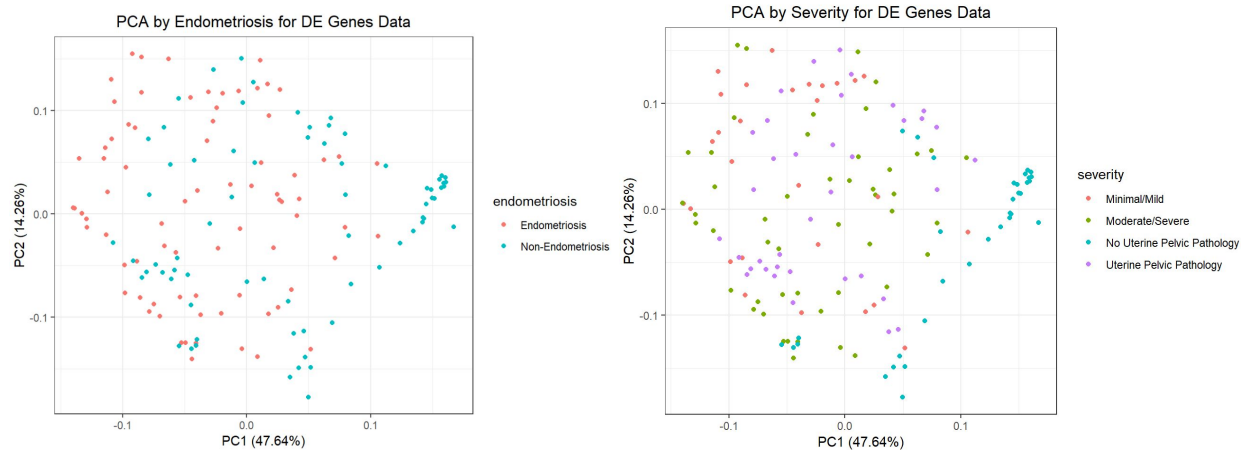 PCA by Endometriosis for DE Genes Data
0.1
0.0
-0.1
PC2 (14.26%)
-0.1
0.0
0.1
PC1 (47.64%)
endometriosis
Endometriosis
Non-Endometriosis
PCA by Severity for DE Genes Data
0.1
0.0
-0.1
PC2 (14.26%)
-0.1
0.0
0.1
PC1 (47.64%)
severity
Minimal/Mild
Moderate/Severe
No Uterine Pelvic Pathology
Uterine Pelvic Pathology